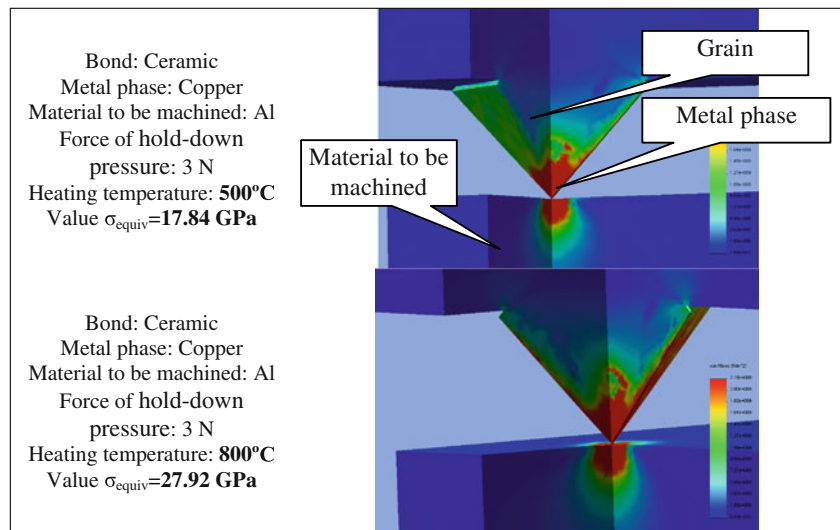 Bond: Ceramic
Metal phase: Copper
Material to be machined: Al
Force of hold-down
pressure: 3 N
Heating temperature: 500ºC
Value σequiv=17.84 GPa
Grain
Metal phase
Material to be
machined
Bond: Ceramic
Metal phase: Copper
Material to be machined: Al
Force of hold-down
pressure: 3 N
Heating temperature: 800ºC
Value σequiv=27.92 GPa